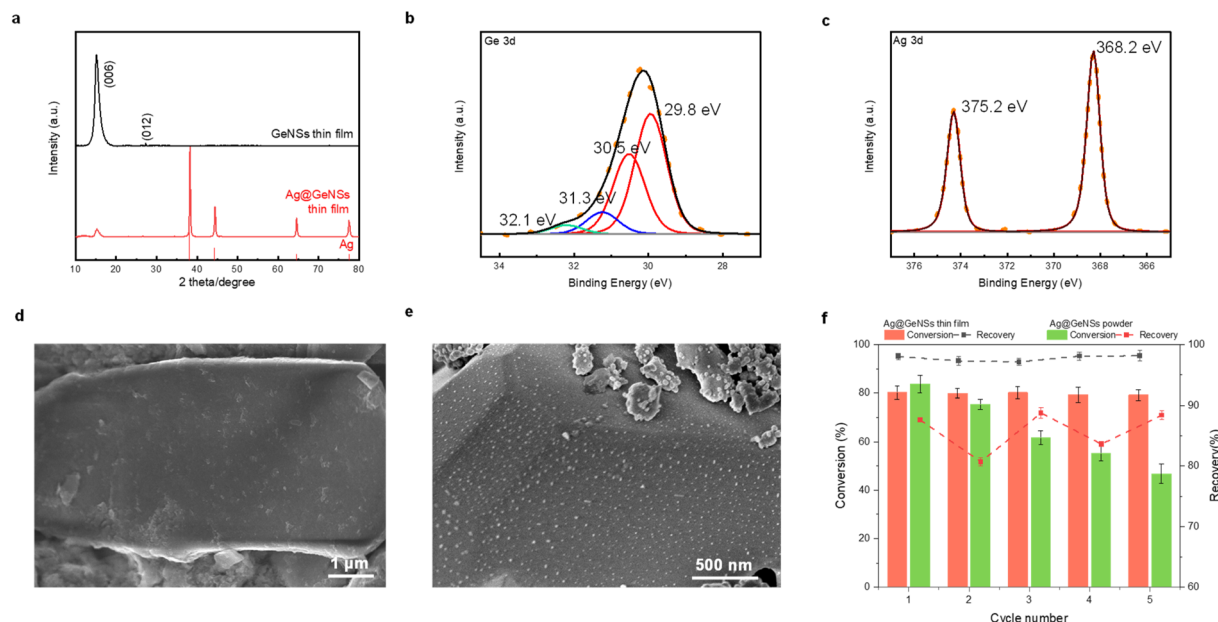 a
Intensity (a.u.)
(006)
(012)
GeNSs thin film
Ag@GeNSs
thin film
Ag
10 20 30 40 50 60 70 80
2 theta/degree
b
Ge 3d
Intensity (a.u.)
29.8 eV
30.5 eV
31.3 eV
32.1 eV
34 32 30 28
Binding Energy (eV)
c
Ag 3d
Intensity (a.u.)
368.2 eV
375.2 eV
376 374 372 370 368 366
Binding Energy (eV)
d
1 μm
e
500 nm
f
Ag@GeNSs thin film
Conversion Recovery
Ag@GeNSs powder
Conversion Recovery
Conversion (%)
100
80
60
40
20
0
Recovery(%)
100
90
80
70
60
1 2 3 4 5
Cycle number